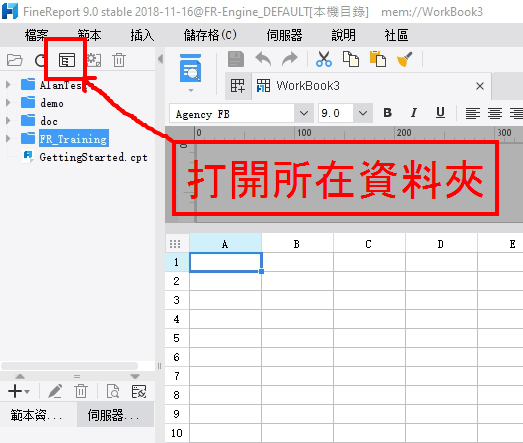 FineReport 9.0 stable 2018-11-16@FR-Engine_DEFAULT[本機目錄] mem://WorkBook3
檔案 範本 插入 儲存格(C) 伺服器 說明 社區
WorkBook3
AlanTes
demo
doc
FR_Training
GettingStarted.cpt
Agency FB 9.0 B I U
0 100 200 300
0
打開所在資料夾
A B C D E
1
2
3
4
5
6
7
8
9
10
範本資... 伺服器...